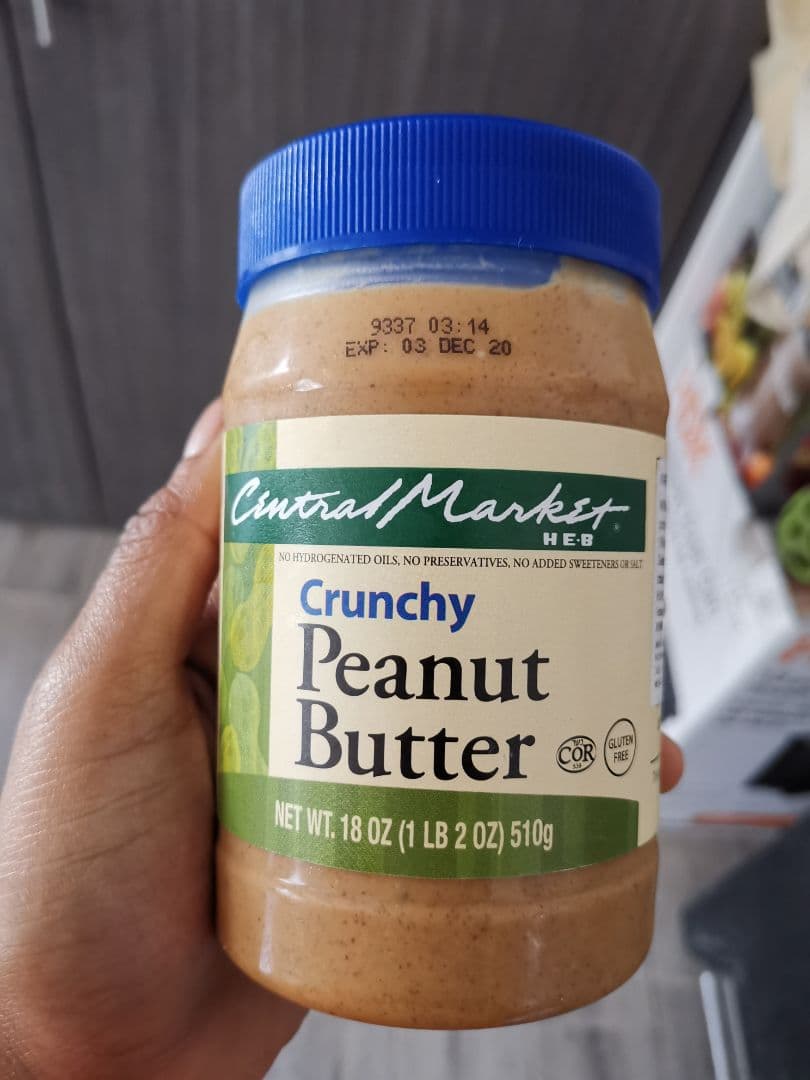 9337 03:14
EXP: 03 DEC 20
Central Market
H-E-B
NO HYDROGENATED OILS, NO PRESERVATIVES, NO ADDED SWEETENERS OR SALT
Crunchy
Peanut
Butter
COR
GLUTEN
FREE
NET WT. 18 OZ (1 LB 2 OZ) 510g